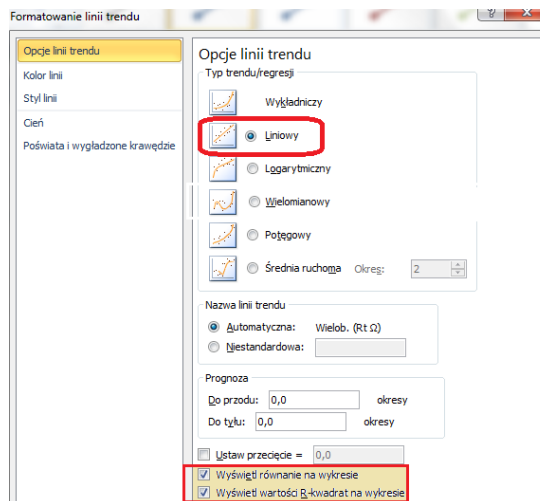 Formatowanie linii trendu
Opcje linii trendu
Kolor linii
Styl linii
Cień
Poświata i wygładzone krawędzie
Opcje linii trendu
Typ trendu/regresji
Wykładniczy
Liniowy
Logarytmiczny
Wielomianowy
Potęgowy
Średnia ruchoma Okres: 2
Nazwa linii trendu
Automatyczna: Wielob. (Rt Ω)
Niestandardowa:
Prognoza
Do przodu: 0,0 okresy
Do tyłu: 0,0 okresy
Ustaw przecięcie = 0,0
Wyświetl równanie na wykresie
Wyświetl wartości R-kwadrat na wykresie